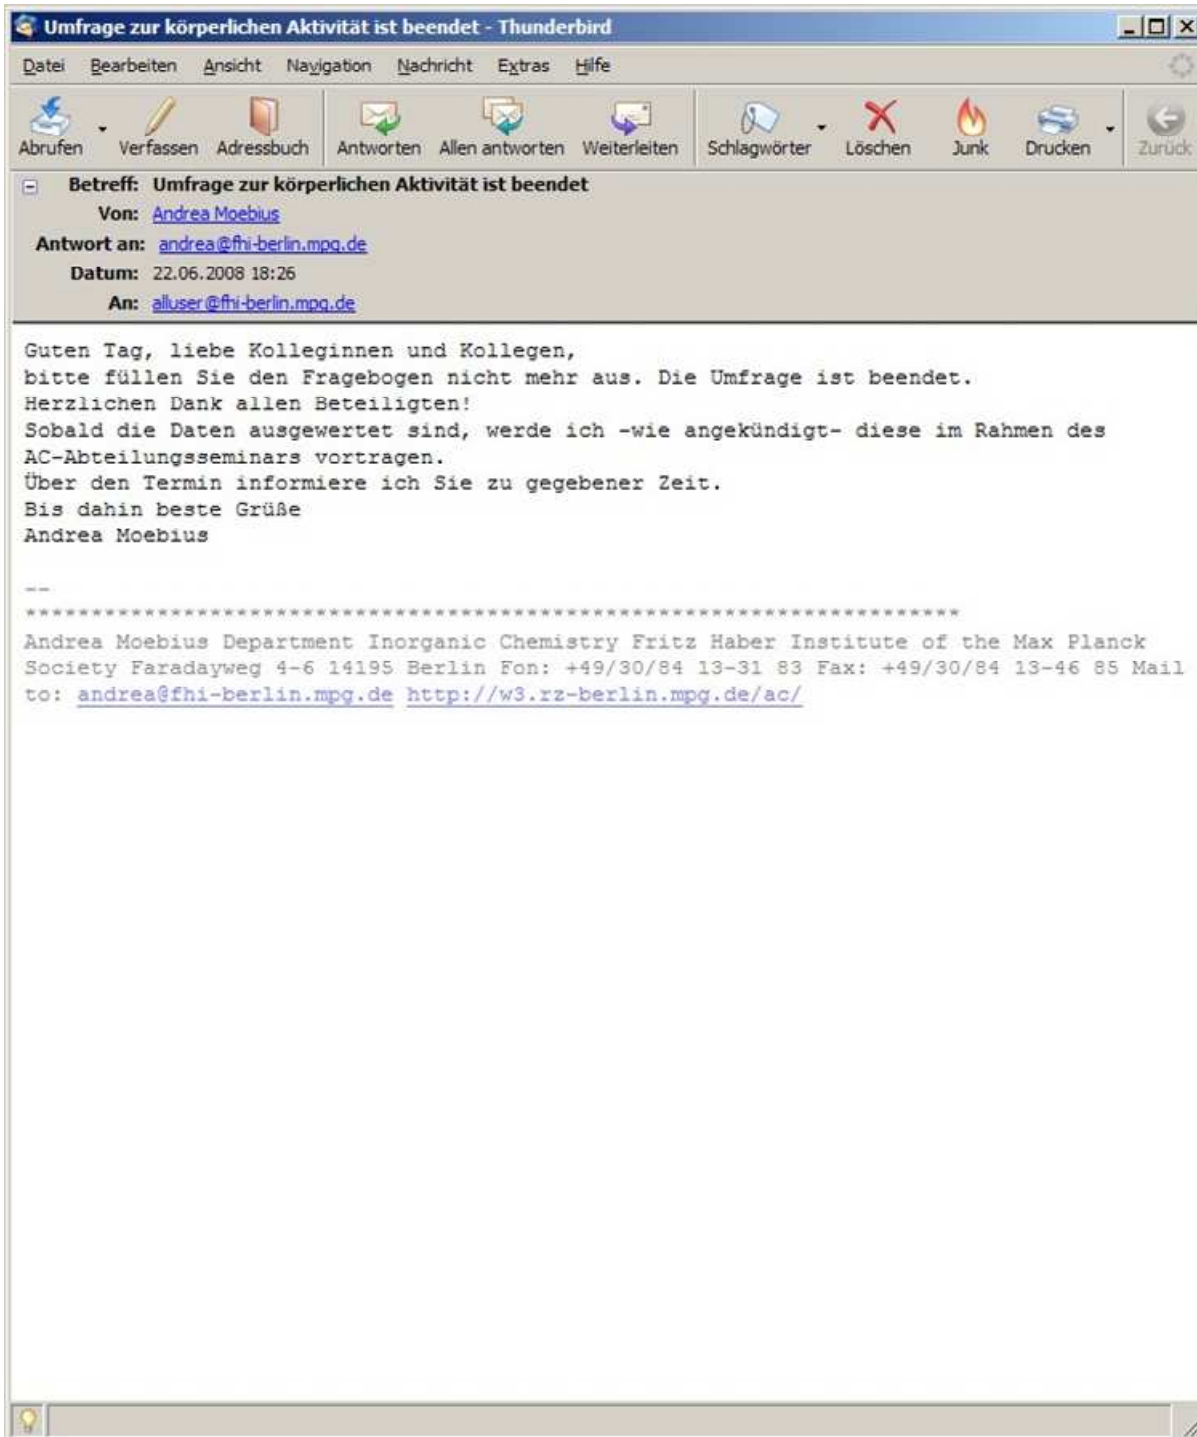 Umfrage zur körperlichen Aktivität ist beendet - Thunderbird
Datei Bearbeiten Ansicht Navigation Nachricht Extras Hilfe
Abrufen Verfassen Adressbuch Antworten Allen antworten Weiterleiten Schlagwörter Löschen Junk Drucken Zurück
Betreff: Umfrage zur körperlichen Aktivität ist beendet
Von: Andrea Moebius
Antwort an: andrea@fhi-berlin.mpg.de
Datum: 22.06.2008 18:26
An: alluser@fhi-berlin.mpg.de
Guten Tag, liebe Kolleginnen und Kollegen,
bitte füllen Sie den Fragebogen nicht mehr aus. Die Umfrage ist beendet.
Herzlichen Dank allen Beteiligten!
Sobald die Daten ausgewertet sind, werde ich -wie angekündigt- diese im Rahmen des
AC-Abteilungsseminars vortragen.
Über den Termin informiere ich Sie zu gegebener Zeit.
Bis dahin beste Grüße
Andrea Moebius
--
***********************************************************************
Andrea Moebius Department Inorganic Chemistry Fritz Haber Institute of the Max Planck
Society Faradayweg 4-6 14195 Berlin Fon: +49/30/84 13-31 83 Fax: +49/30/84 13-46 85 Mail
to: andrea@fhi-berlin.mpg.de http://w3.rz-berlin.mpg.de/ac/